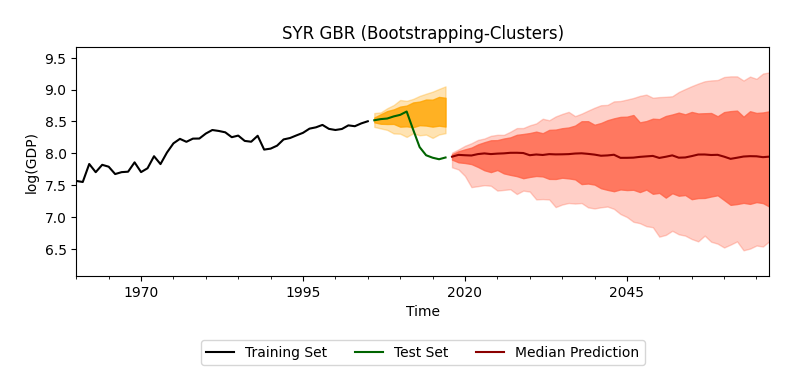 SYR GBR (Bootstrapping-Clusters)
9.5
9.0
8.5
8.0
7.5
7.0
6.5
log(GDP)
1970
1995
2020
2045
Time
Training Set
Test Set
Median Prediction